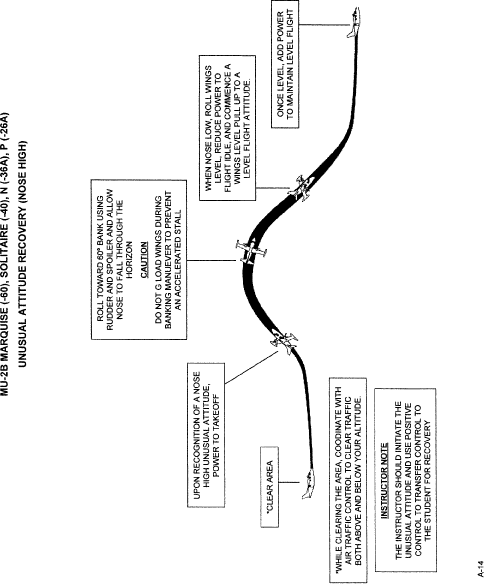 MU-2B MARQUISE (-60), SOLITAIRE (-40), N (-36A), P (-26A)
UNUSUAL ATTITUDE RECOVERY (NOSE HIGH)
*CLEAR AREA
UPON RECOGNITION OF A NOSE
HIGH UNUSUAL ATTITUDE,
POWER TO TAKEOFF
ROLL TOWARD 60º BANK USING
RUDDER AND SPOILER AND ALLOW
NOSE TO FALL THROUGH THE
HORIZON
CAUTION
DO NOT G LOAD WINGS DURING
BANKING MANUEVER TO PREVENT
AN ACCELERATED STALL
WHEN NOSE LOW, ROLL WINGS
LEVEL, REDUCE POWER TO
FLIGHT IDLE, AND COMMENCE A
WINGS LEVEL PULL UP TO A
LEVEL FLIGHT ATTITUDE.
ONCE LEVEL, ADD POWER
TO MAINTAIN LEVEL FLIGHT
*WHILE CLEARING THE AREA, COODINATE WITH
AIR TRAFFIC CONTROL TO CLEAR TRAFFIC
BOTH ABOVE AND BELOW YOUR ALTITUDE.
INSTRUCTOR NOTE
THE INSTRUCTOR SHOULD INITIATE THE
UNUSUAL ATTITUDE AND USE POSITIVE
CONTROL TO TRANSFER CONTROL TO
THE STUDENT FOR RECOVERY
A-14